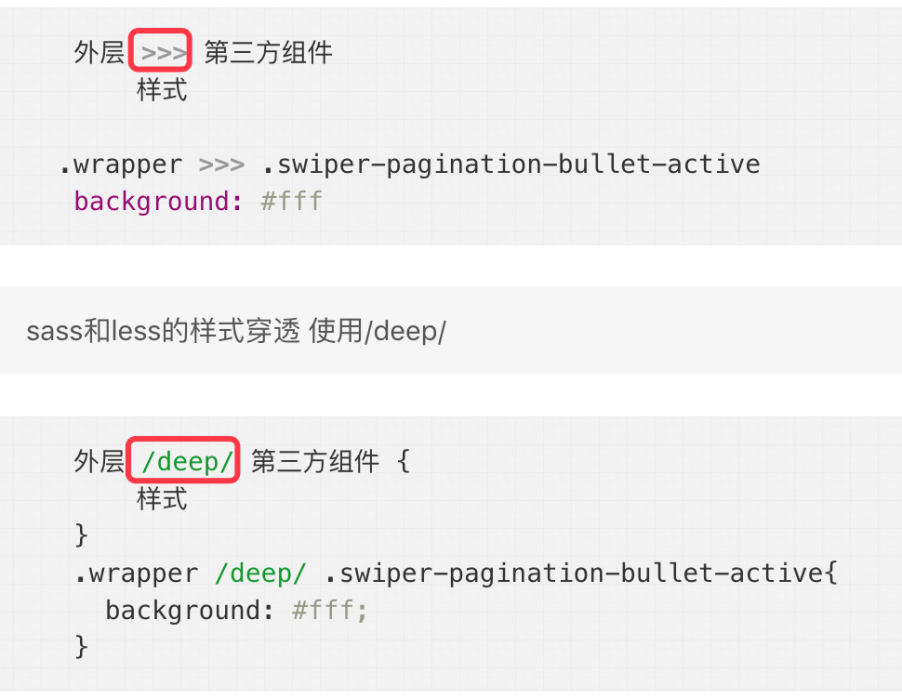 外层 >>> 第三方组件
样式
.wrapper >>> .swiper-pagination-bullet-active
background: #fff
sass和less的样式穿透 使用/deep/
外层 /deep/ 第三方组件 {
样式
}
.wrapper /deep/ .swiper-pagination-bullet-active{
background: #fff;
}